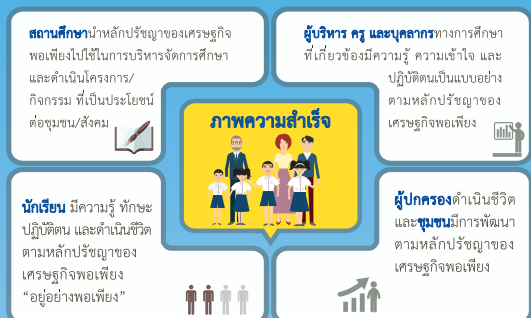 สถานศึกษานำหลักปรัชญาของเศรษฐกิจ
พอเพียงไปใช้ในการบริหารจัดการศึกษา
และดำเนินโครงการ/
กิจกรรม ที่เป็นประโยชน์
ต่อชุมชน/สังคม
ผู้บริหาร ครู และบุคลากรทางการศึกษา
ที่เกี่ยวข้องมีความรู้ ความเข้าใจ และ
ปฏิบัติตนเป็นแบบอย่าง
ตามหลักปรัชญาของ
เศรษฐกิจพอเพียง
ภาพความสำเร็จ
นักเรียน มีความรู้ ทักษะ
ปฏิบัติตน และดำเนินชีวิต
ตามหลักปรัชญาของ
เศรษฐกิจพอเพียง
“อยู่อย่างพอเพียง”
ผู้ปกครองดำเนินชีวิต
และชุมชนมีการพัฒนา
ตามหลักปรัชญาของ
เศรษฐกิจพอเพียง